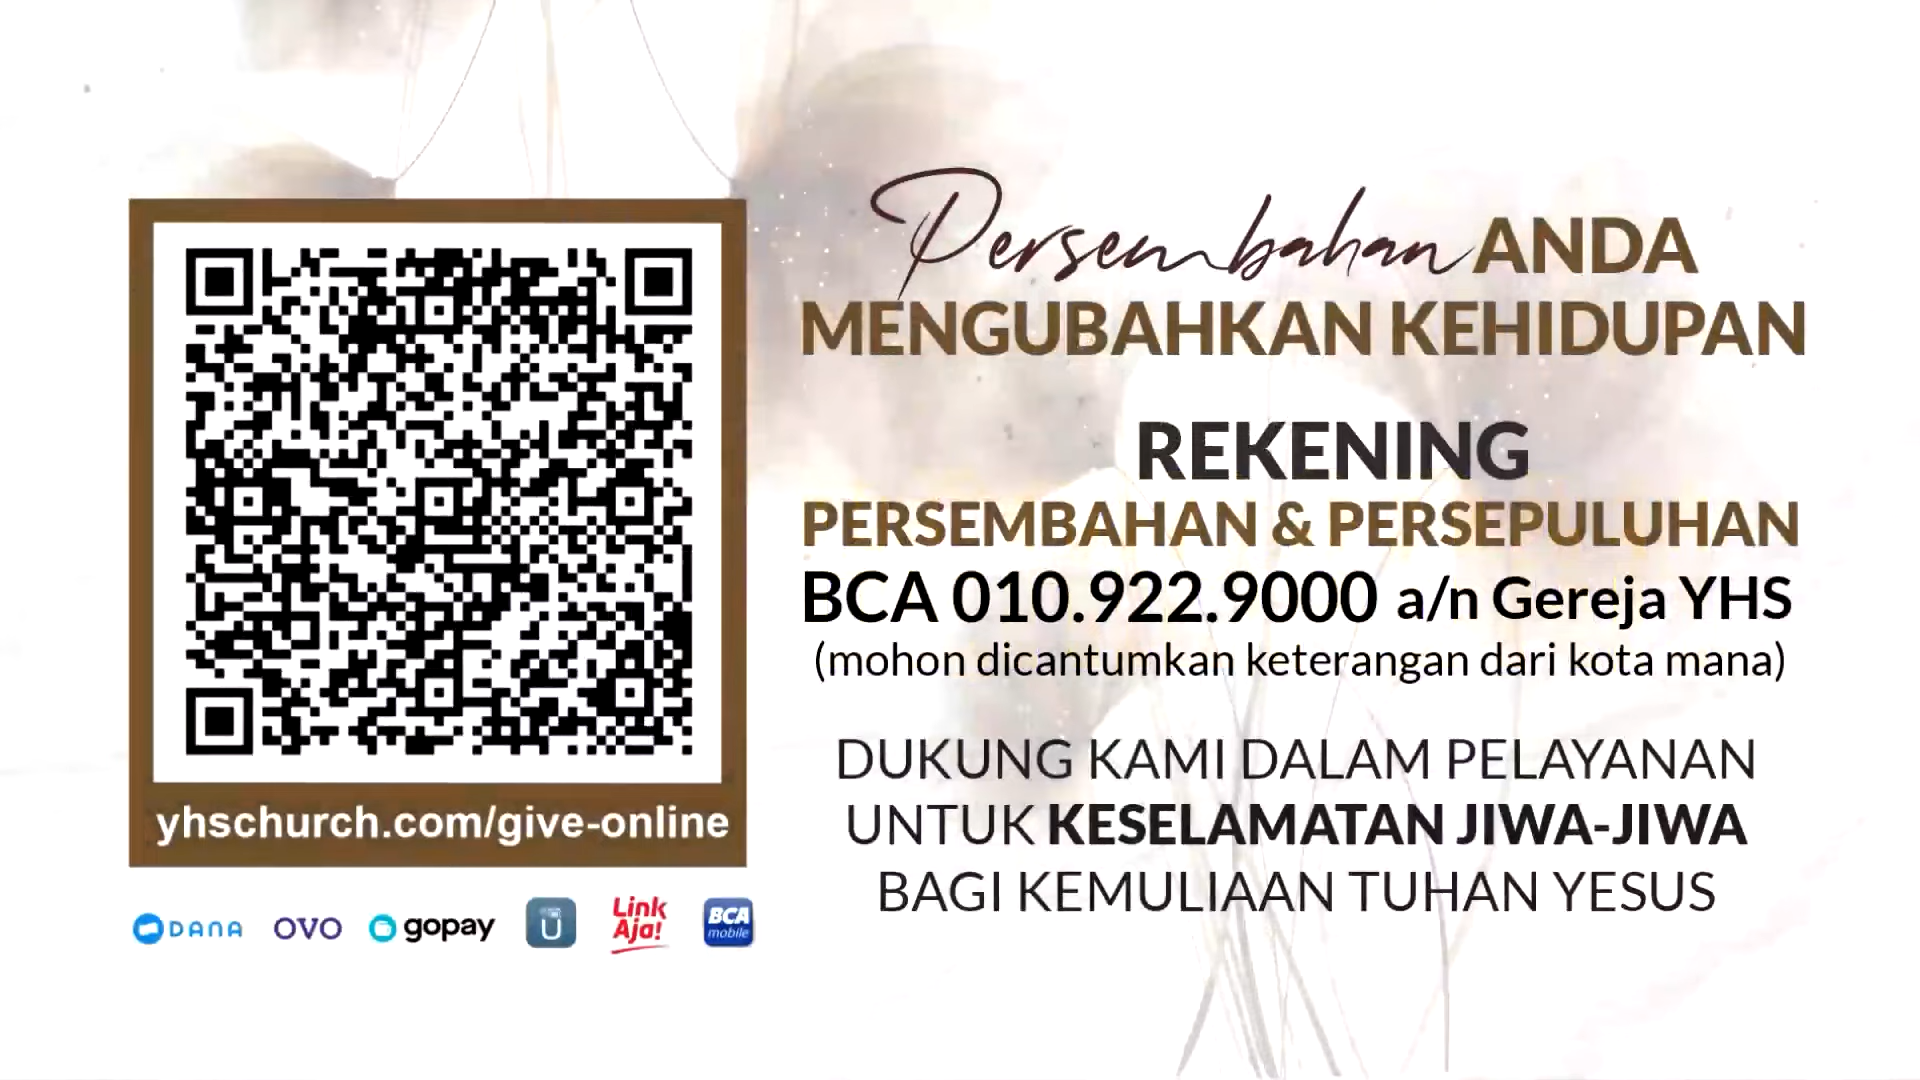 Persembahan ANDA
MENGUBAHKAN KEHIDUPAN
REKENING
PERSEMBAHAN & PERSEPULUHAN
BCA 010.922.9000 a/n Gereja YHS
(mohon dicantumkan keterangan dari kota mana)
DUKUNG KAMI DALAM PELAYANAN
UNTUK KESELAMATAN JIWA-JIWA
BAGI KEMULIAAN TUHAN YESUS
yhschurch.com/give-online
DANA OVO gopay U Link Aja! BCA mobile